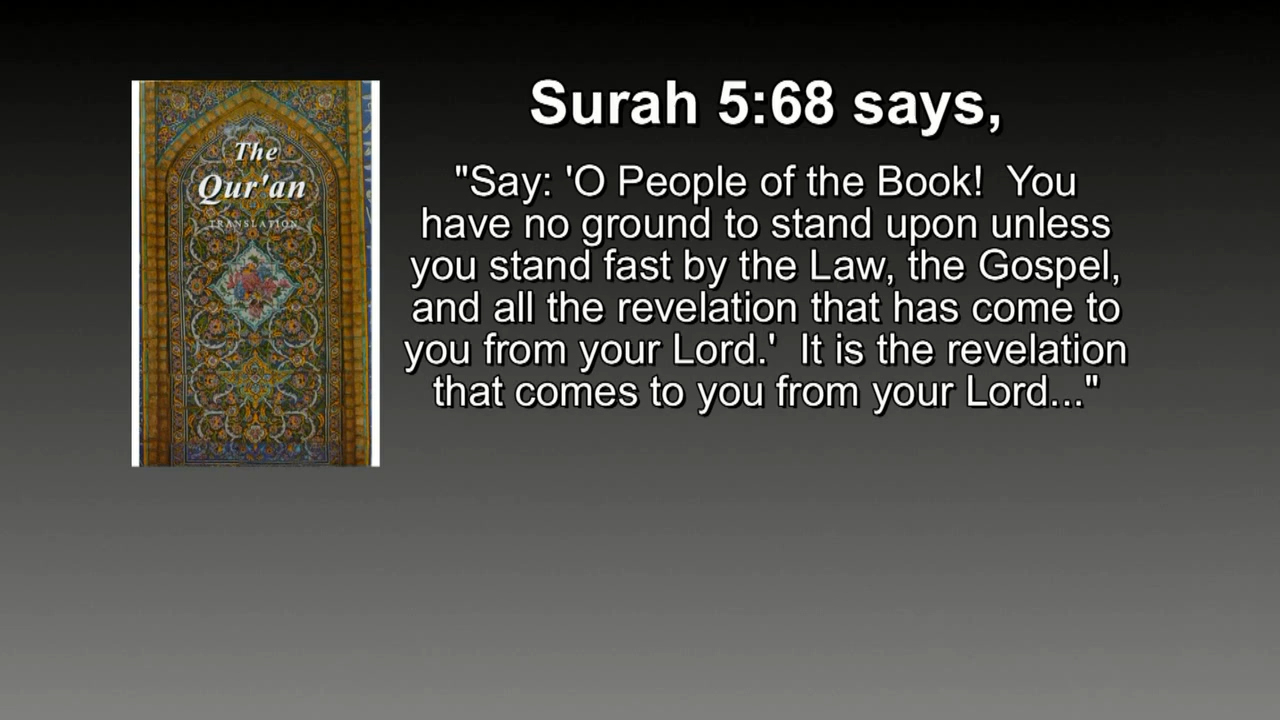 The
Qur'an
TRANSLATION
Surah 5:68 says,
"Say: 'O People of the Book!  You
have no ground to stand upon unless
you stand fast by the Law, the Gospel,
and all the revelation that has come to
you from your Lord.'  It is the revelation
that comes to you from your Lord..."